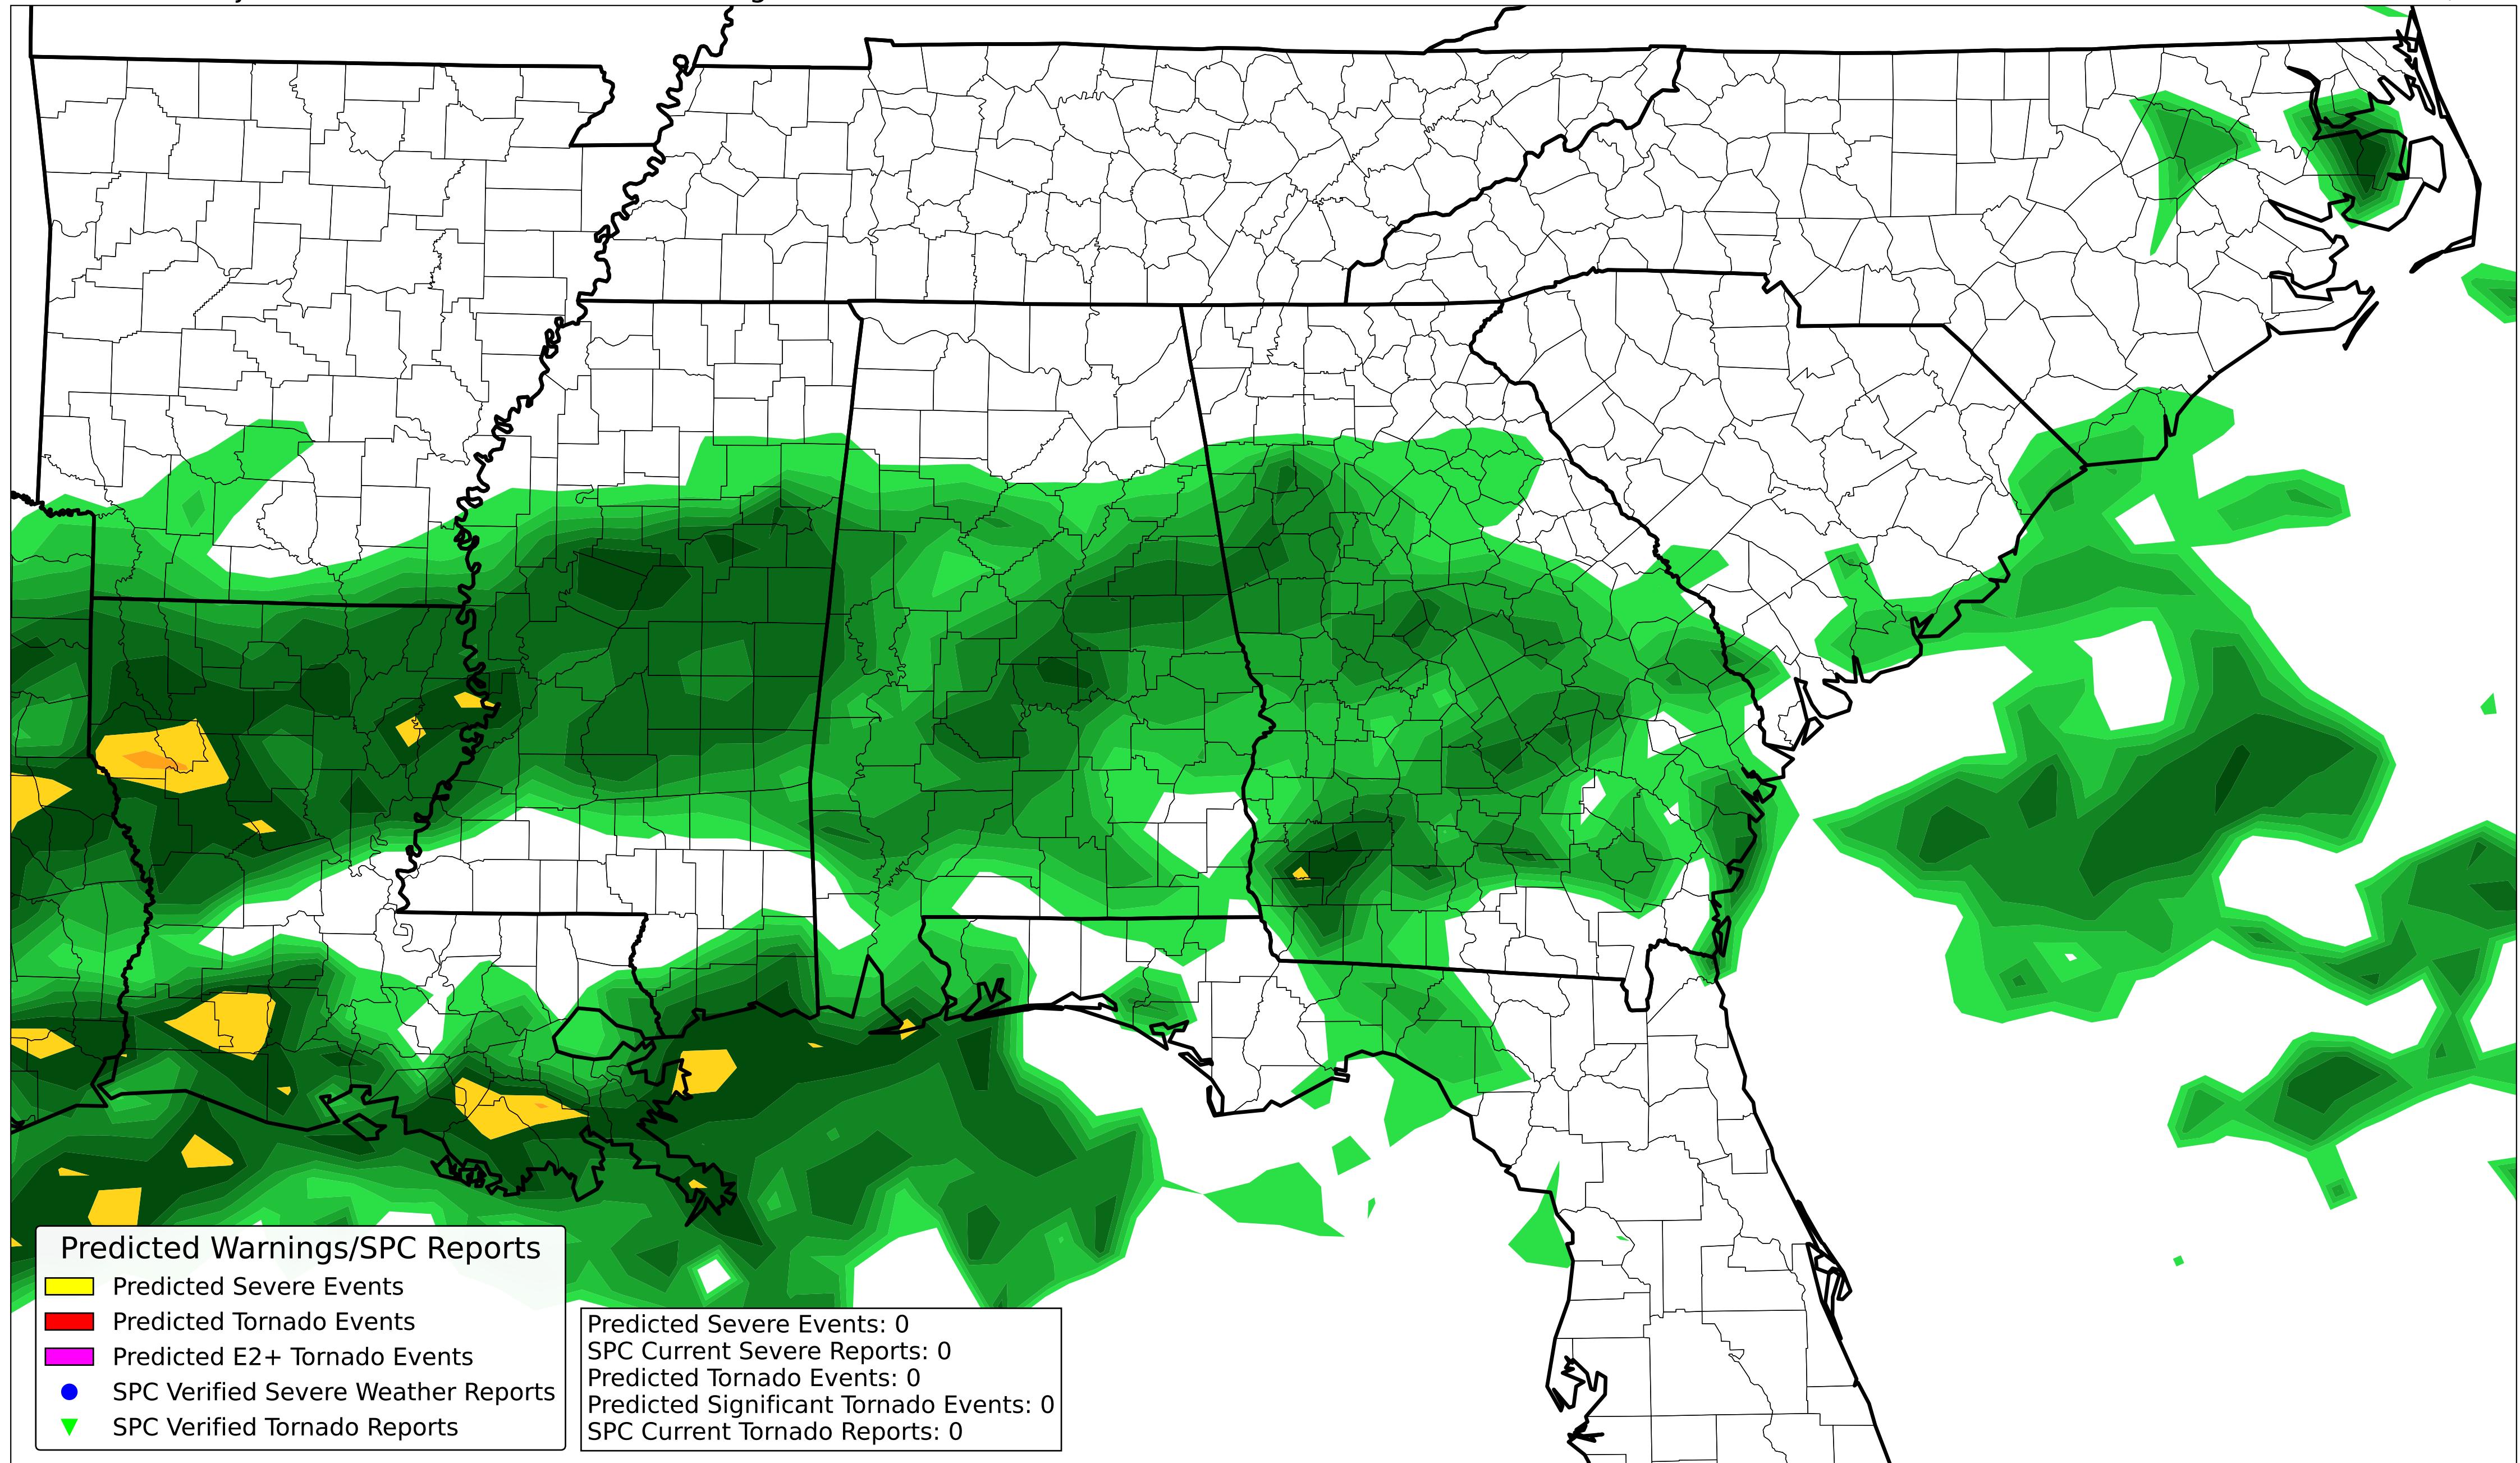 Predicted Warnings/SPC Reports
Predicted Severe Events
Predicted Tornado Events
Predicted E2+ Tornado Events
SPC Verified Severe Weather Reports
SPC Verified Tornado Reports
Predicted Severe Events: 0
SPC Current Severe Reports: 0
Predicted Tornado Events: 0
Predicted Significant Tornado Events: 0
SPC Current Tornado Reports: 0